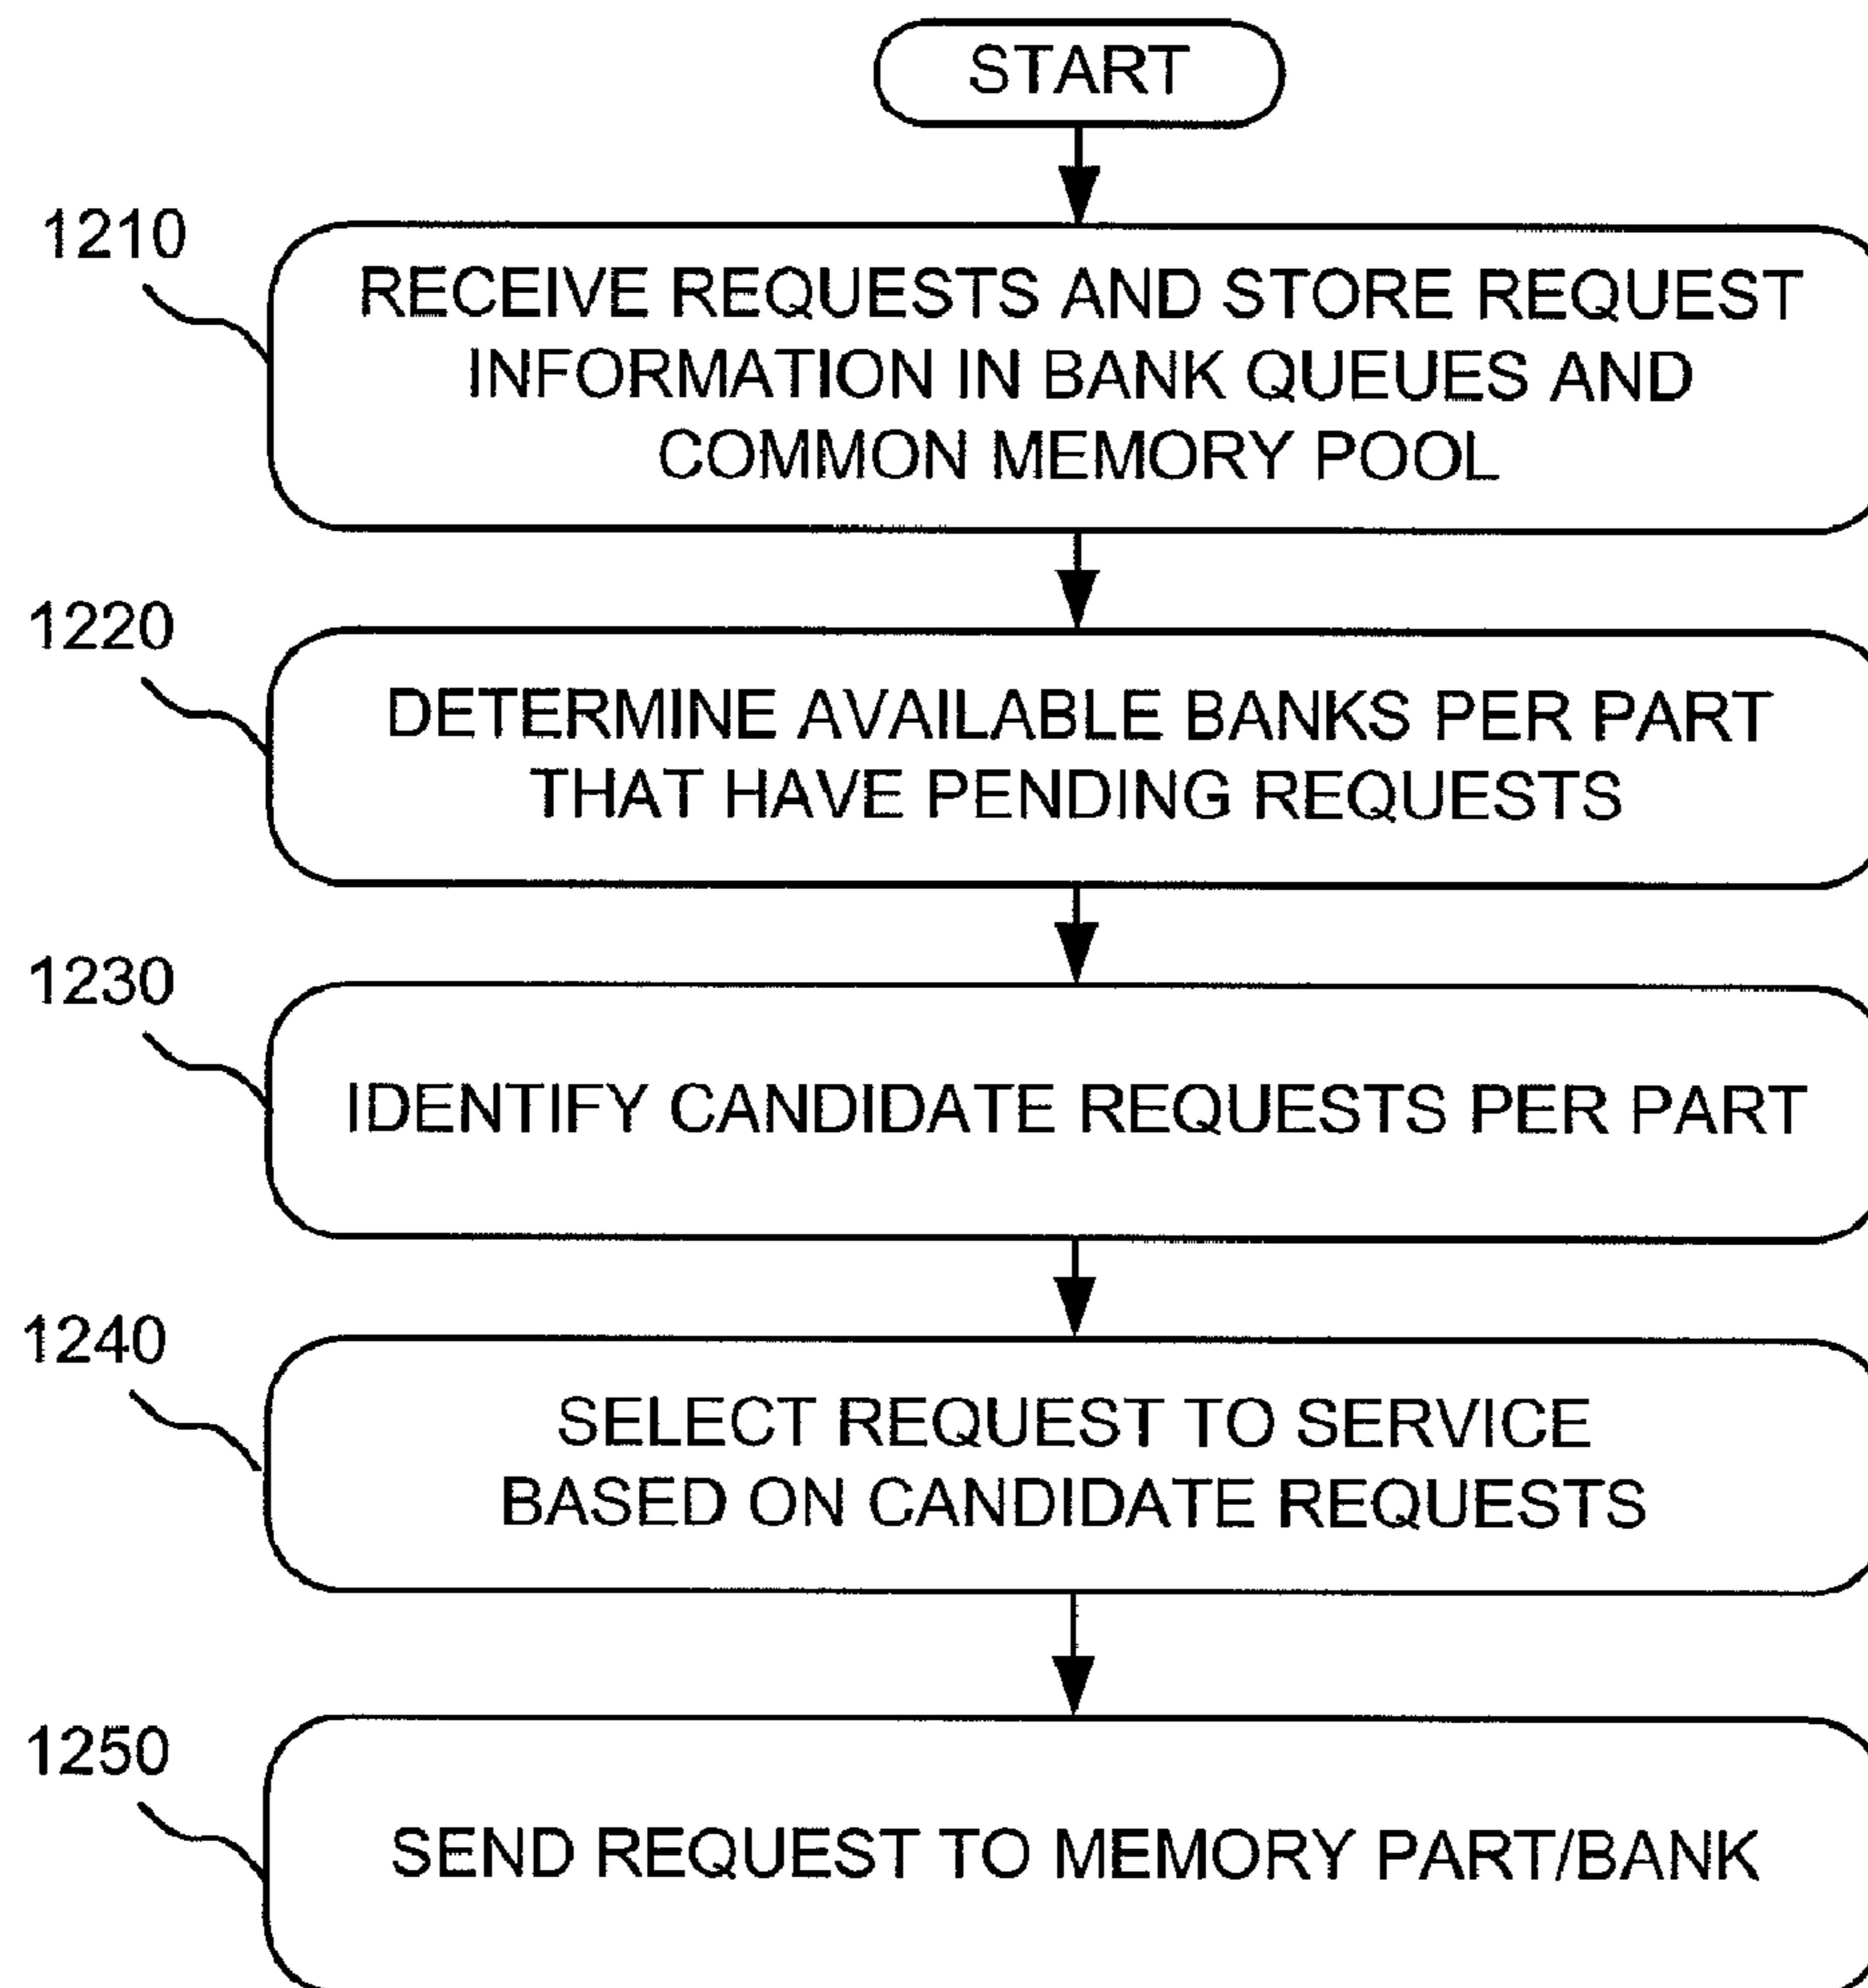 START
1210
RECEIVE REQUESTS AND STORE REQUEST
INFORMATION IN BANK QUEUES AND
COMMON MEMORY POOL
1220
DETERMINE AVAILABLE BANKS PER PART
THAT HAVE PENDING REQUESTS
1230
IDENTIFY CANDIDATE REQUESTS PER PART
1240
SELECT REQUEST TO SERVICE
BASED ON CANDIDATE REQUESTS
1250
SEND REQUEST TO MEMORY PART/BANK